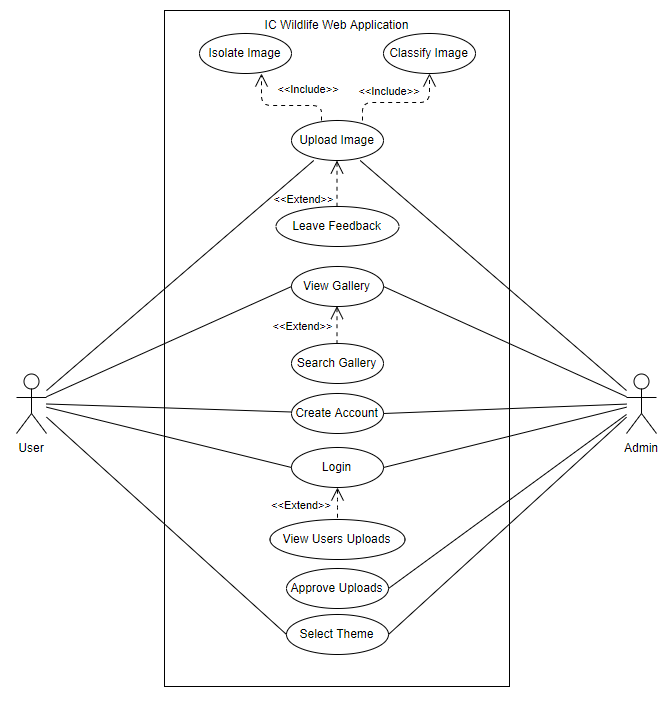 IC Wildlife Web Application
Isolate Image
Classify Image
<<Include>>
<<Include>>
Upload Image
<<Extend>>
Leave Feedback
View Gallery
<<Extend>>
Search Gallery
Create Account
User
Admin
Login
<<Extend>>
View Users Uploads
Approve Uploads
Select Theme